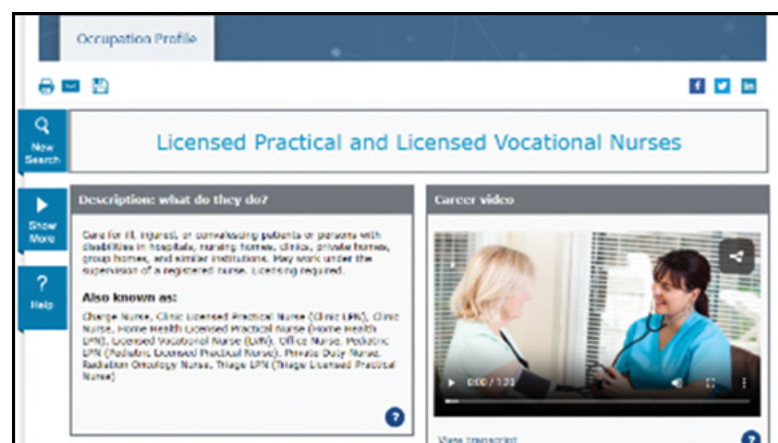 Occupation Profile
New
Search
Show
More
Help
Licensed Practical and Licensed Vocational Nurses
Description: what do they do?
Care for ill, injured, or convalescing patients or persons with
disabilities in hospitals, nursing homes, clinics, private homes,
group homes, and similar institutions. May work under the
supervision of a registered nurse. Licensing required.
Also known as:
Charge Nurse, Clinic Licensed Practical Nurse (Clinic LPN), Clinic
Nurse, Home Health Licensed Practical Nurse (Home Health
LPN), Licensed Vocational Nurse (LVN), Office Nurse, Pediatric
LPN (Pediatric Licensed Practical Nurse), Private Duty Nurse,
Radiation Oncology Nurse, Triage LPN (Triage Licensed Practical
Nurse)
?
Career video
0:00 / 1:20
View transcript
?